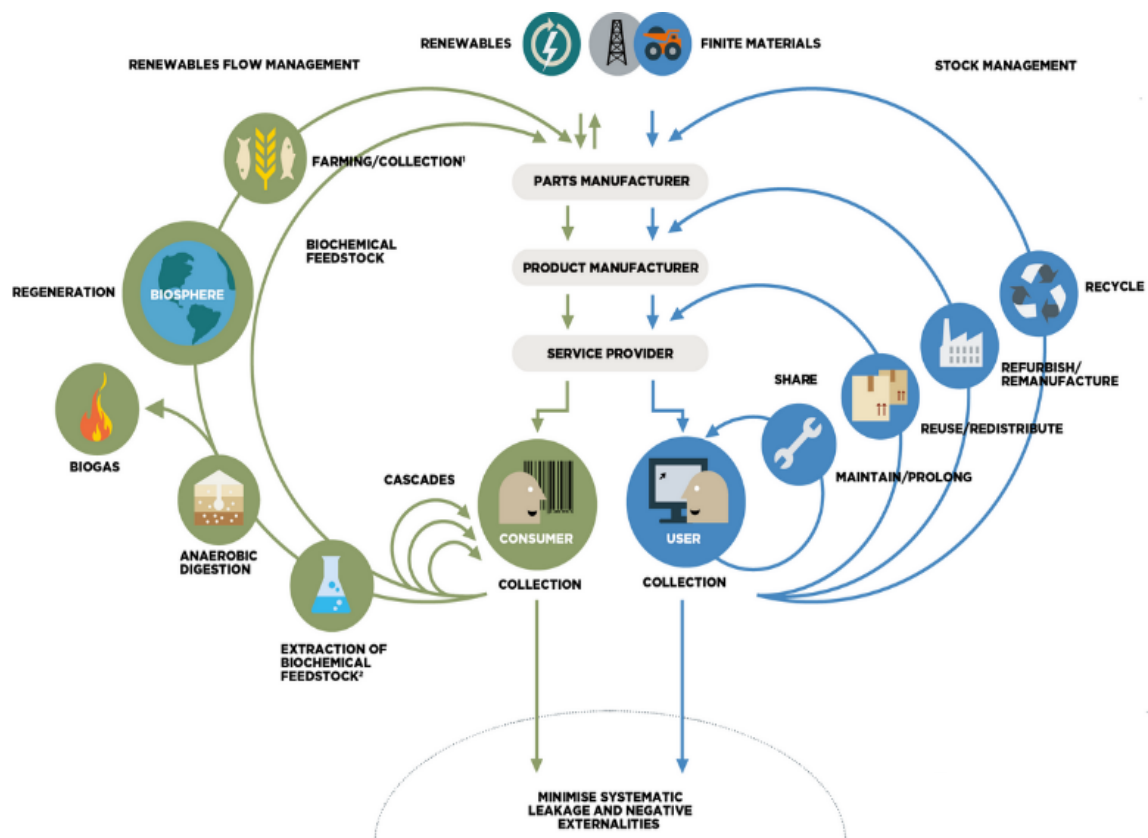 RENEWABLES
FINITE MATERIALS
RENEWABLES FLOW MANAGEMENT
STOCK MANAGEMENT
FARMING/COLLECTION¹
PARTS MANUFACTURER
BIOCHEMICAL
FEEDSTOCK
PRODUCT MANUFACTURER
REGENERATION
BIOSPHERE
RECYCLE
SERVICE PROVIDER
SHARE
REFURBISH/
REMANUFACTURE
REUSE/REDISTRIBUTE
BIOGAS
CASCADES
MAINTAIN/PROLONG
CONSUMER
USER
ANAEROBIC
DIGESTION
COLLECTION
COLLECTION
EXTRACTION OF
BIOCHEMICAL
FEEDSTOCK²
MINIMISE SYSTEMATIC
LEAKAGE AND NEGATIVE
EXTERNALITIES